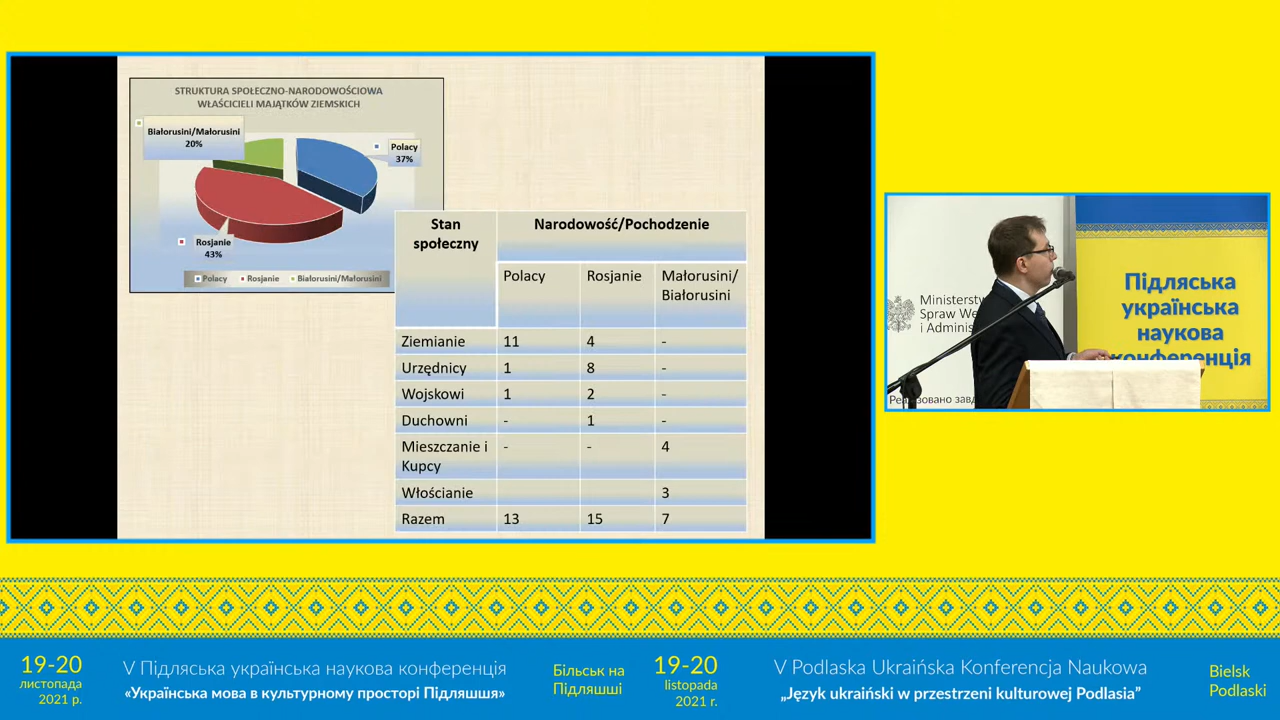 STRUKTURA SPOŁECZNO-NARODOWOŚCIOWA
WŁAŚCICIELI MAJĄTKÓW ZIEMSKICH
Białorusini/Małorusini
20%
Polacy
37%
Rosjanie
43%
Polacy Rosjanie Białorusini/Małorusini
Stan społeczny Narodowość/Pochodzenie
Polacy Rosjanie Małorusini/ Białorusini
Ziemianie 11 4 -
Urzędnicy 1 8 -
Wojskowi 1 2 -
Duchowni - 1 -
Mieszczanie i Kupcy - - 4
Włościanie 3
Razem 13 15 7
Ministerst
Spraw We
i Adminis
Підляська
українська
наукова
конференція
завд
19-20
листопада
2021 р.
V Підляська українська наукова конференція
«Українська мова в культурному просторі Підляшшя»
Більськ на
Підляшші
19-20
listopada
2021 r.
V Podlaska Ukraińska Konferencja Naukowa
„Język ukraiński w przestrzeni kulturowej Podlasia”
Bielsk
Podlaski